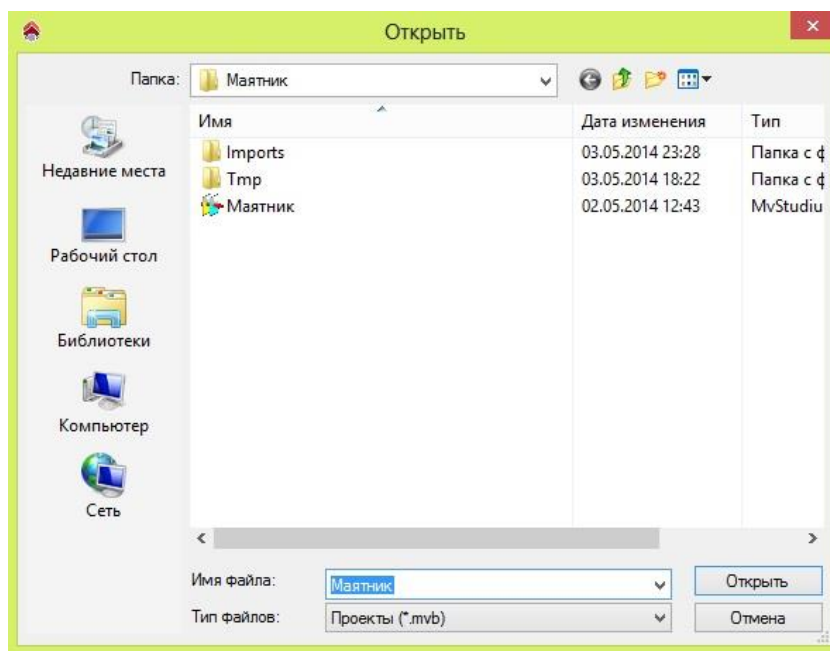 Открыть
Папка: Маятник
Имя Дата изменения Тип
Imports 03.05.2014 23:28 Папка с ф
Tmp 03.05.2014 18:22 Папка с ф
Маятник 02.05.2014 12:43 MvStudiu
Недавние места
Рабочий стол
Библиотеки
Компьютер
Сеть
Имя файла: Маятник Открыть
Тип файлов: Проекты (*.mvb) Отмена